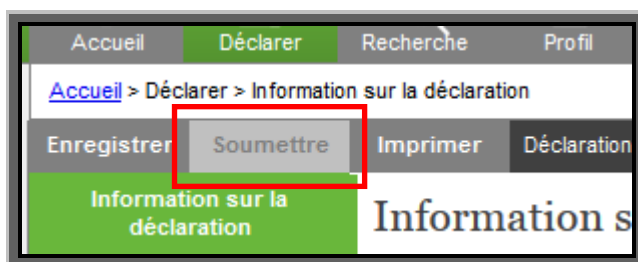 Accueil Déclarer Recherche Profil
Accueil > Déclarer > Information sur la déclaration
Enregistrer Soumettre Imprimer Déclaration
Information sur la
déclaration
Information s